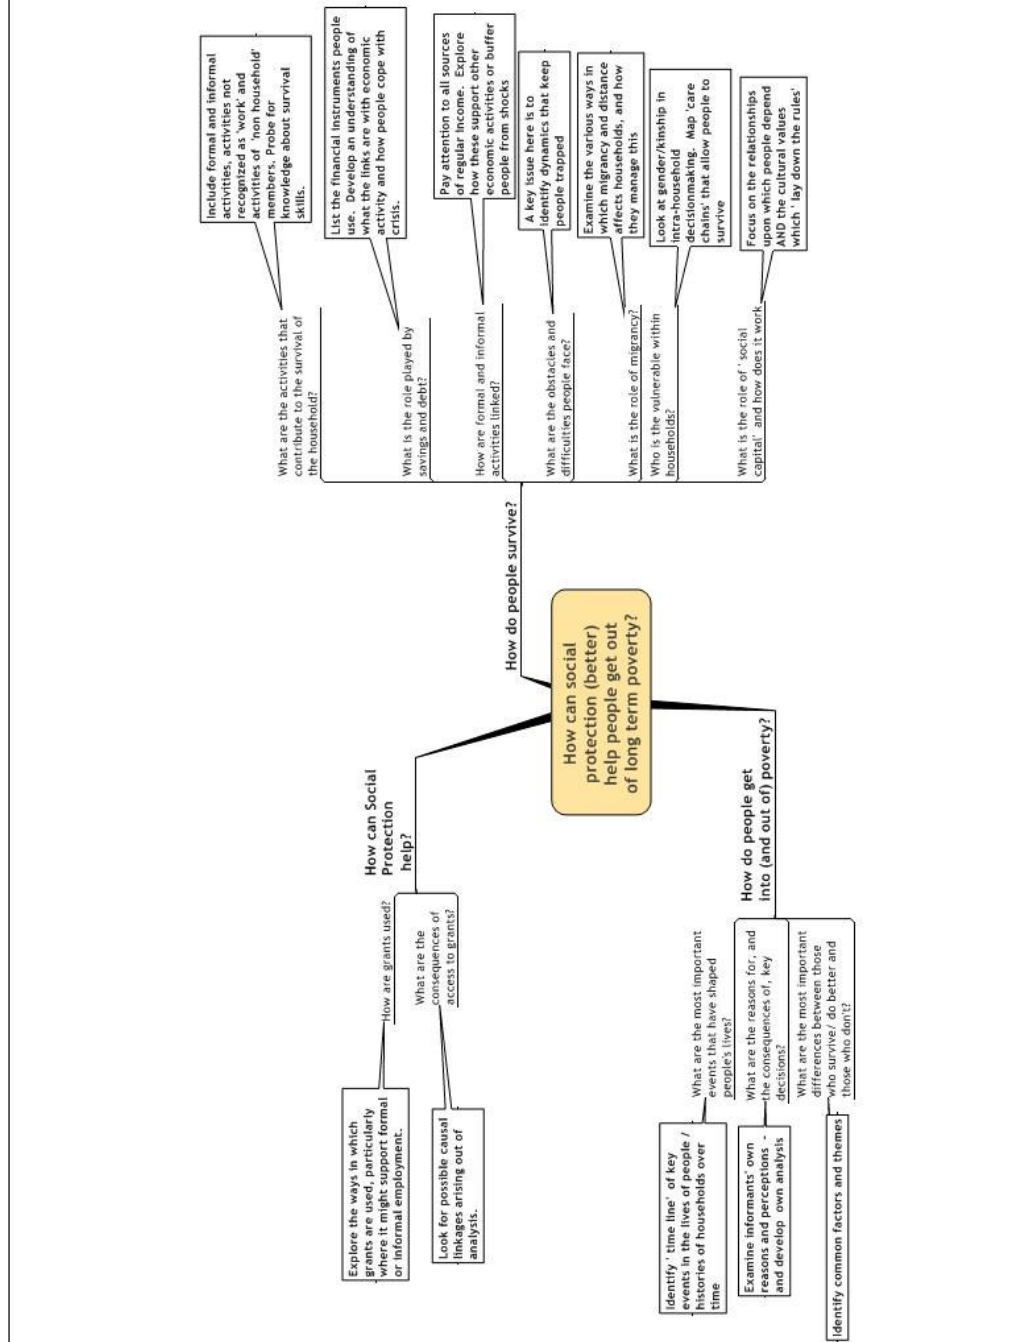 How can social
protection (better)
help people get out
of long term poverty?
How do people survive?
What are the activities that
contribute to the survival of
the household?
Include formal and informal
activities, activities not
recognized as 'work' and
activities of 'non household'
members. Probe for
knowledge about survival
skills.
What is the role played by
savings and debt?
List the financial instruments people
use. Develop an understanding of
what the links are with economic
activity and how people cope with
crisis.
How are formal and informal
activities linked?
Pay attention to all sources
of regular income. Explore
how these support other
economic activities or buffer
people from shocks
What are the obstacles and
difficulties people face?
A key issue here is to
identify dynamics that keep
people trapped
What is the role of migrancy?
Examine the various ways in
which migrancy and distance
affects households, and how
they manage this
Who is the vulnerable within
households?
Look at gender/kinship in
intra-household
decisionmaking. Map 'care
chains' that allow people to
survive
What is the role of ' social
capital' and how does it work
Focus on the relationships
upon which people depend
AND the cultural values
which ' lay down the rules'
How can Social
Protection
help?
How are grants used?
Explore the ways in which
grants are used, particularly
where it might support formal
or informal employment.
What are the
consequences of
access to grants?
Look for possible causal
linkages arising out of
analysis.
How do people get
into (and out of) poverty?
What are the most important
events that have shaped
people's lives?
Identify ' time line' of key
events in the lives of people /
histories of households over
time
What are the reasons for, and
the consequences of, key
decisions?
Examine informants' own
reasons and perceptions -
and develop own analysis
What are the most important
differences between those
who survive/ do better and
those who don't?
Identify common factors and themes